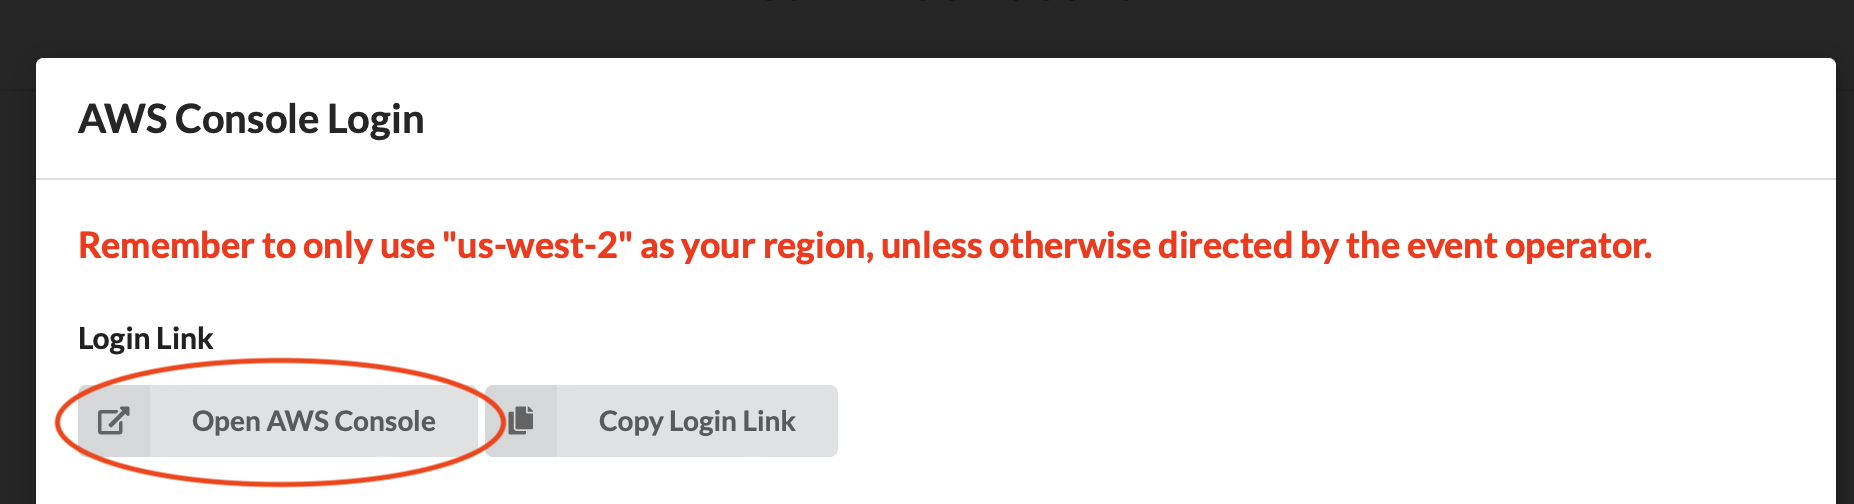 AWS Console Login
Remember to only use "us-west-2" as your region, unless otherwise directed by the event operator.
Login Link
Open AWS Console
Copy Login Link